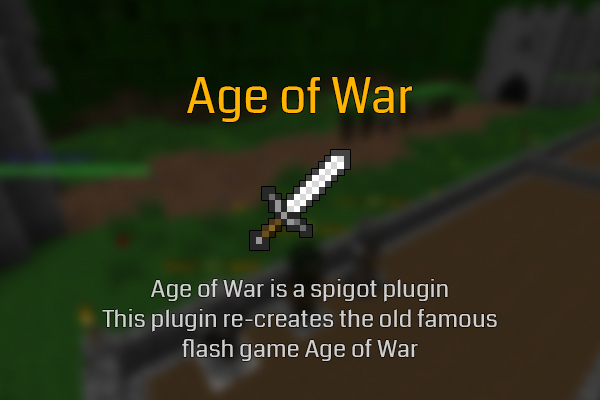 Age of War
Age of War is a spigot plugin
This plugin re-creates the old famous
flash game Age of War